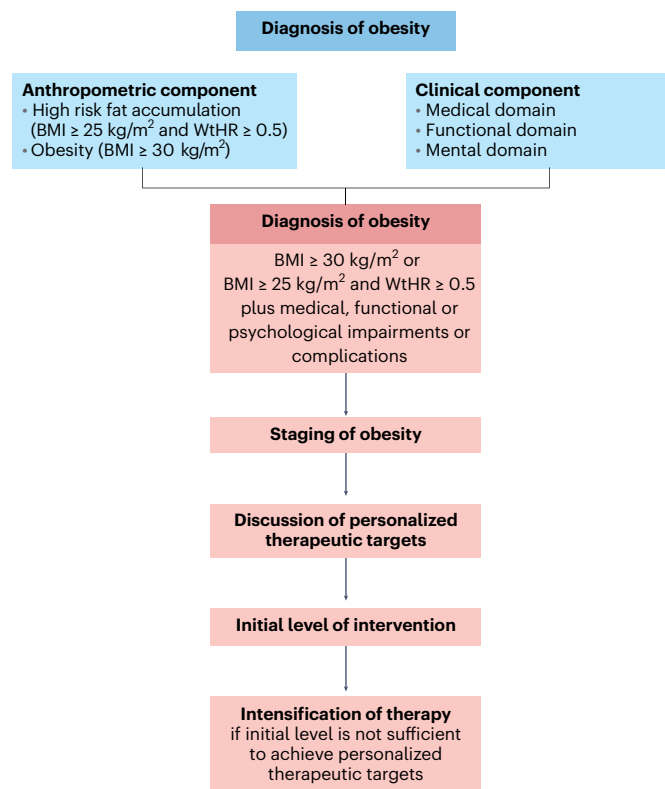 Diagnosis of obesity
Anthropometric component
• High risk fat accumulation
(BMI ≥ 25 kg/m² and WtHR ≥ 0.5)
• Obesity (BMI ≥ 30 kg/m²)
Clinical component
• Medical domain
• Functional domain
• Mental domain
Diagnosis of obesity
BMI ≥ 30 kg/m² or
BMI ≥ 25 kg/m² and WtHR ≥ 0.5
plus medical, functional or
psychological impairments or
complications
Staging of obesity
Discussion of personalized
therapeutic targets
Initial level of intervention
Intensification of therapy
if initial level is not sufficient
to achieve personalized
therapeutic targets